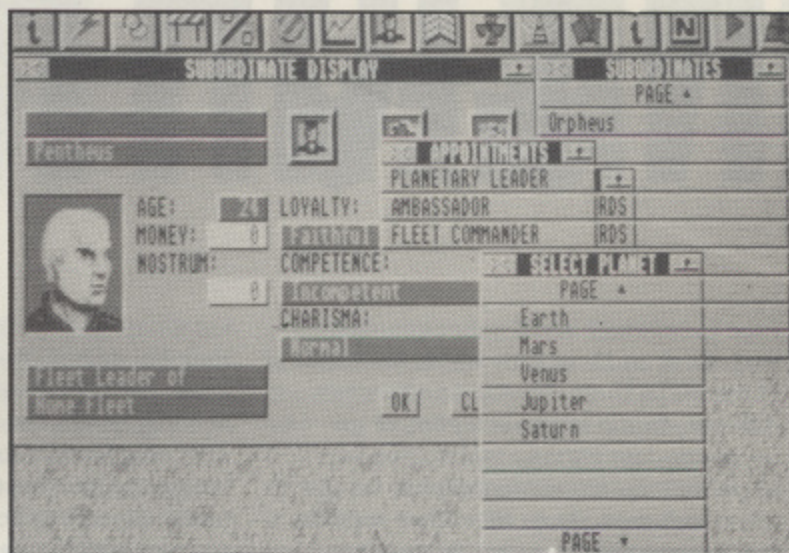 SUBORDINATE DISPLAY
SUBORDINATES
PAGE
Orpheus
Pentheus
APPOINTMENTS
PLANETARY LEADER
AGE: 24
LOYALTY:
AMBASSADOR RDS
MONEY: 0
Faithful
FLEET COMMANDER RDS
NOSTRUM:
0
COMPETENCE:
Incompetent
CHARISMA:
Normal
SELECT PLANET
PAGE
Earth
Mars
Venus
Jupiter
Saturn
Fleet Leader of
Home Fleet
OK
CL
PAGE